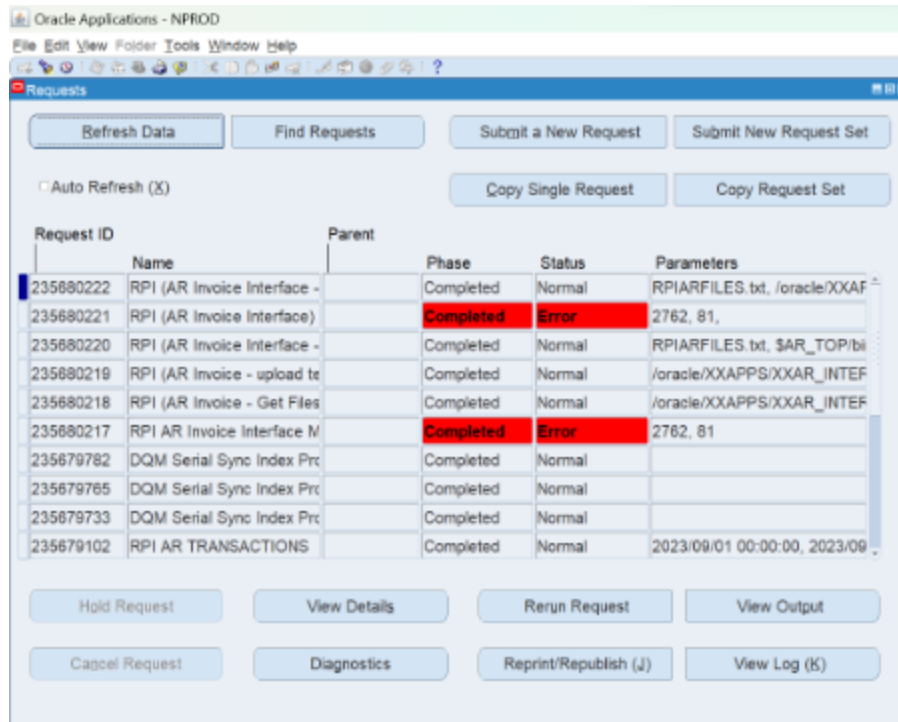 Oracle Applications - NPROD
File Edit View Folder Tools Window Help
Requests
Refresh Data Find Requests Submit a New Request Submit New Request Set
Auto Refresh (X) Copy Single Request Copy Request Set
Request ID Parent
Name Phase Status Parameters
235680222 RPI (AR Invoice Interface - Completed Normal RPIARFILES.txt, /oracle/XXAF
235680221 RPI (AR Invoice Interface) Completed Error 2762, 81,
235680220 RPI (AR Invoice Interface - Completed Normal RPIARFILES.txt, $AR_TOP/bi
235680219 RPI (AR Invoice - upload te Completed Normal /oracle/XXAPPS/XXAR_INTEF
235680218 RPI (AR Invoice - Get Files Completed Normal /oracle/XXAPPS/XXAR_INTEF
235680217 RPI AR Invoice Interface M Completed Error 2762, 81
235679782 DQM Serial Sync Index Pro Completed Normal
235679765 DQM Serial Sync Index Pro Completed Normal
235679733 DQM Serial Sync Index Pro Completed Normal
235679102 RPI AR TRANSACTIONS Completed Normal 2023/09/01 00:00:00, 2023/09
Hold Request View Details Rerun Request View Output
Cancel Request Diagnostics Reprint/Republish (J) View Log (K)